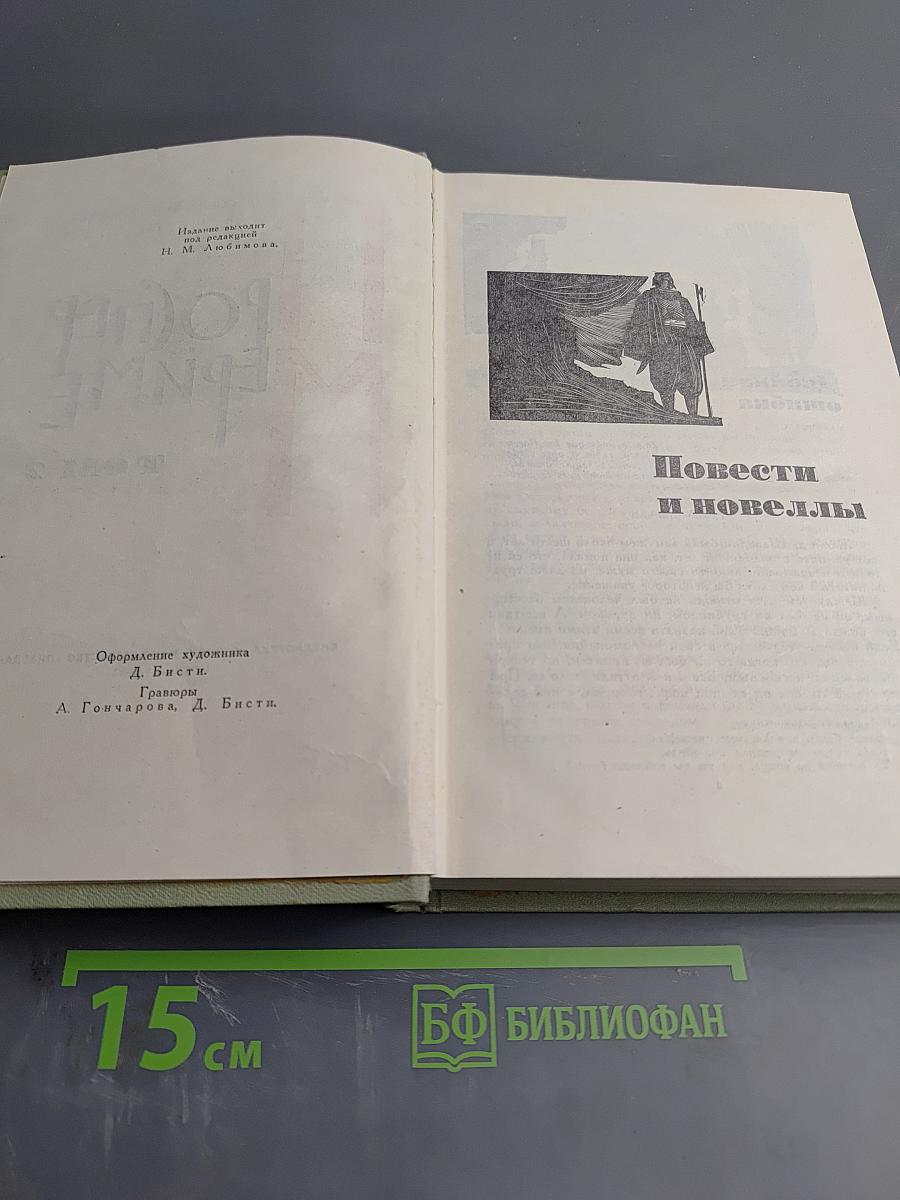 Издание выходит
под редакцией
Н. М. Любимова.
Оформление художника
Д. Бисти.
Гравюры
А. Гончарова, Д. Бисти.
Повести
и новеллы
15 см
БФ БИБЛИОФАН